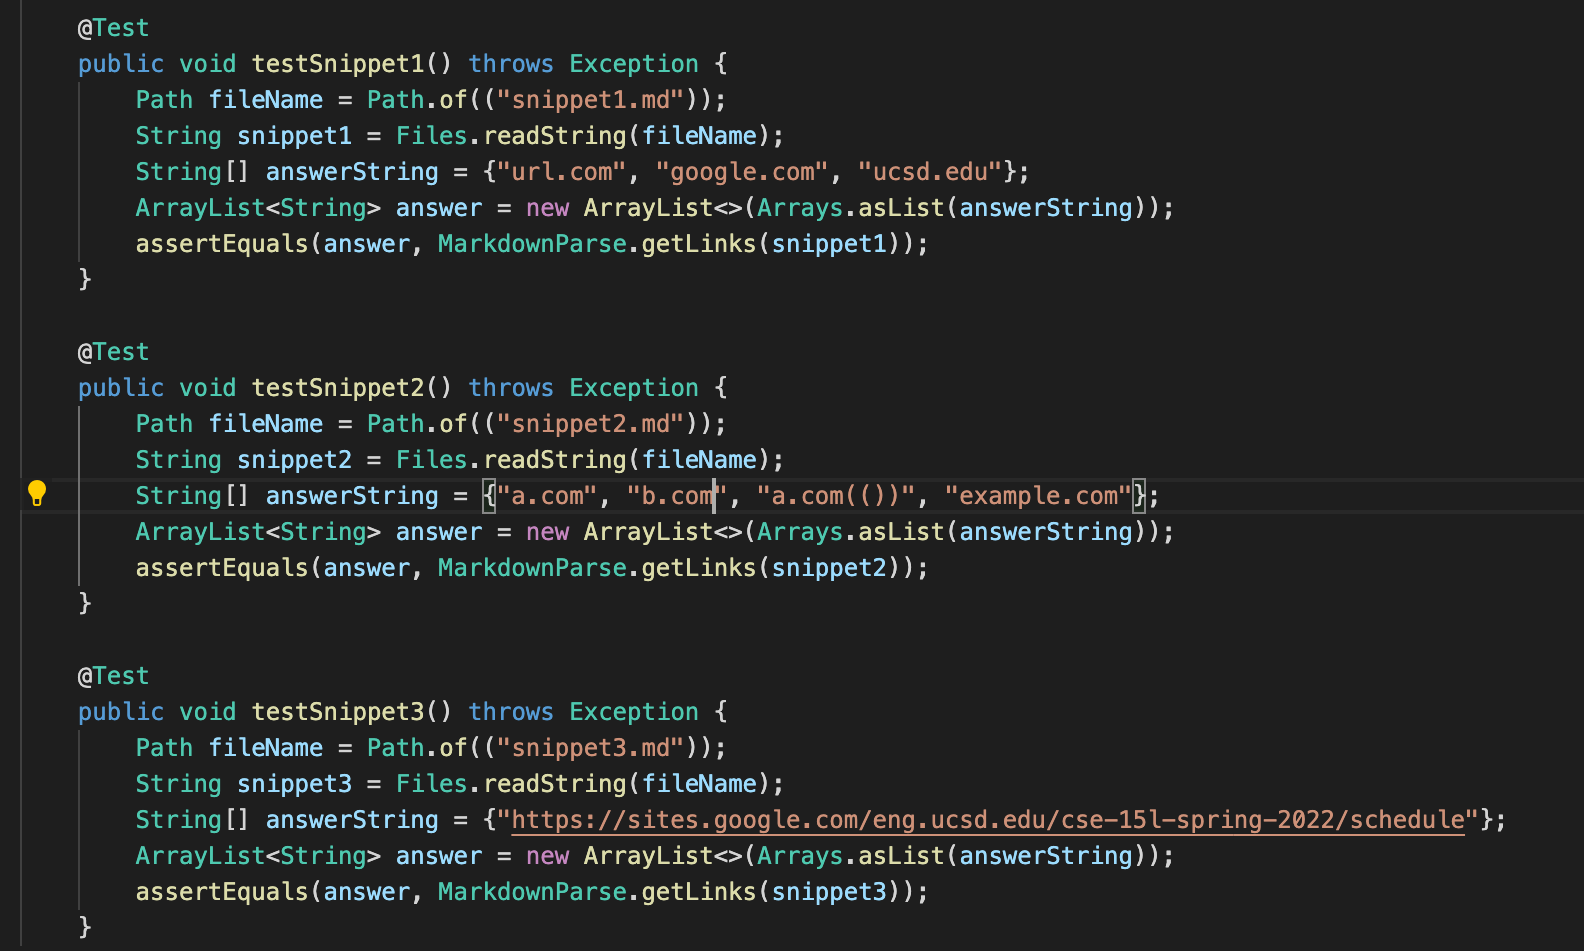 @Test
public void testSnippet1() throws Exception {
    Path fileName = Path.of(("snippet1.md"));
    String snippet1 = Files.readString(fileName);
    String[] answerString = {"url.com", "google.com", "ucsd.edu"};
    ArrayList<String> answer = new ArrayList<>(Arrays.asList(answerString));
    assertEquals(answer, MarkdownParse.getLinks(snippet1));
}
@Test
public void testSnippet2() throws Exception {
    Path fileName = Path.of(("snippet2.md"));
    String snippet2 = Files.readString(fileName);
    String[] answerString = {"a.com", "b.com", "a.com(())", "example.com"};
    ArrayList<String> answer = new ArrayList<>(Arrays.asList(answerString));
    assertEquals(answer, MarkdownParse.getLinks(snippet2));
}
@Test
public void testSnippet3() throws Exception {
    Path fileName = Path.of(("snippet3.md"));
    String snippet3 = Files.readString(fileName);
    String[] answerString = {"https://sites.google.com/eng.ucsd.edu/cse-15l-spring-2022/schedule"};
    ArrayList<String> answer = new ArrayList<>(Arrays.asList(answerString));
    assertEquals(answer, MarkdownParse.getLinks(snippet3));
}